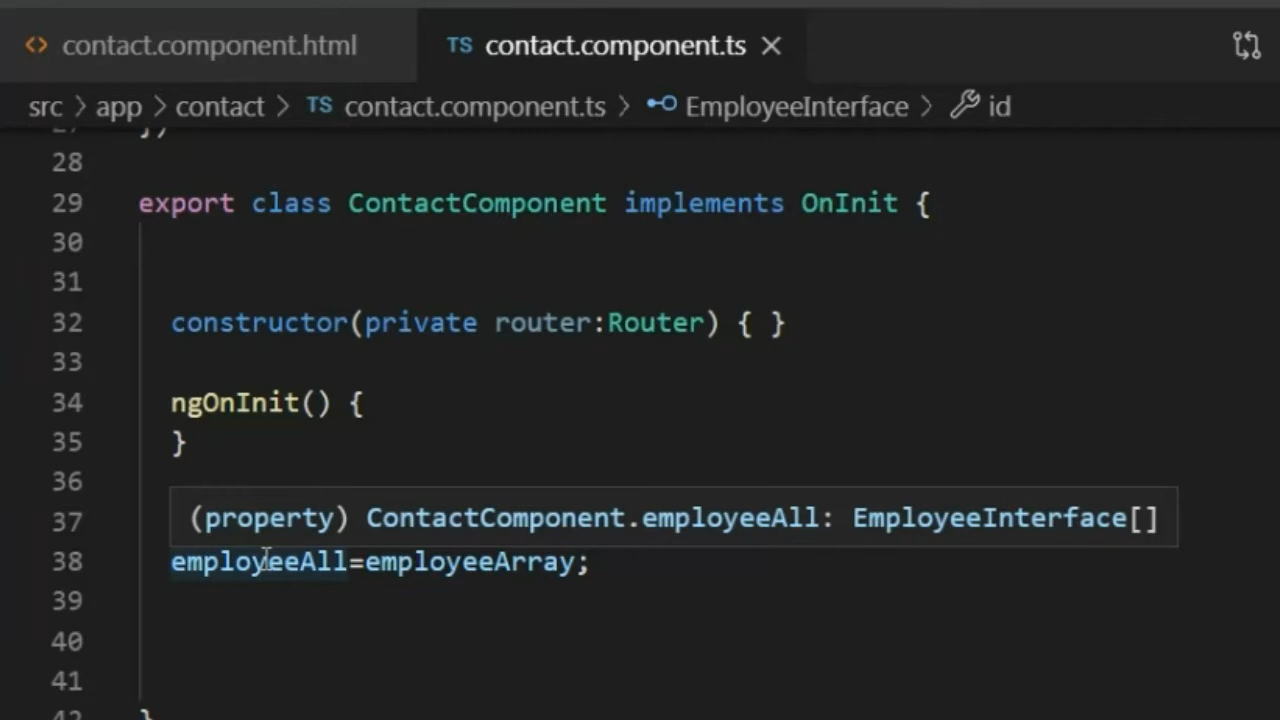 <> contact.component.html TS contact.component.ts ×
src > app > contact > TS contact.component.ts > EmployeeInterface > id
27 })
28
29 export class ContactComponent implements OnInit {
30
31
32 constructor(private router:Router) { }
33
34 ngOnInit() {
35 }
36
37 (property) ContactComponent.employeeAll: EmployeeInterface[]
38 employeeAll=employeeArray;
39
40
41
42 }